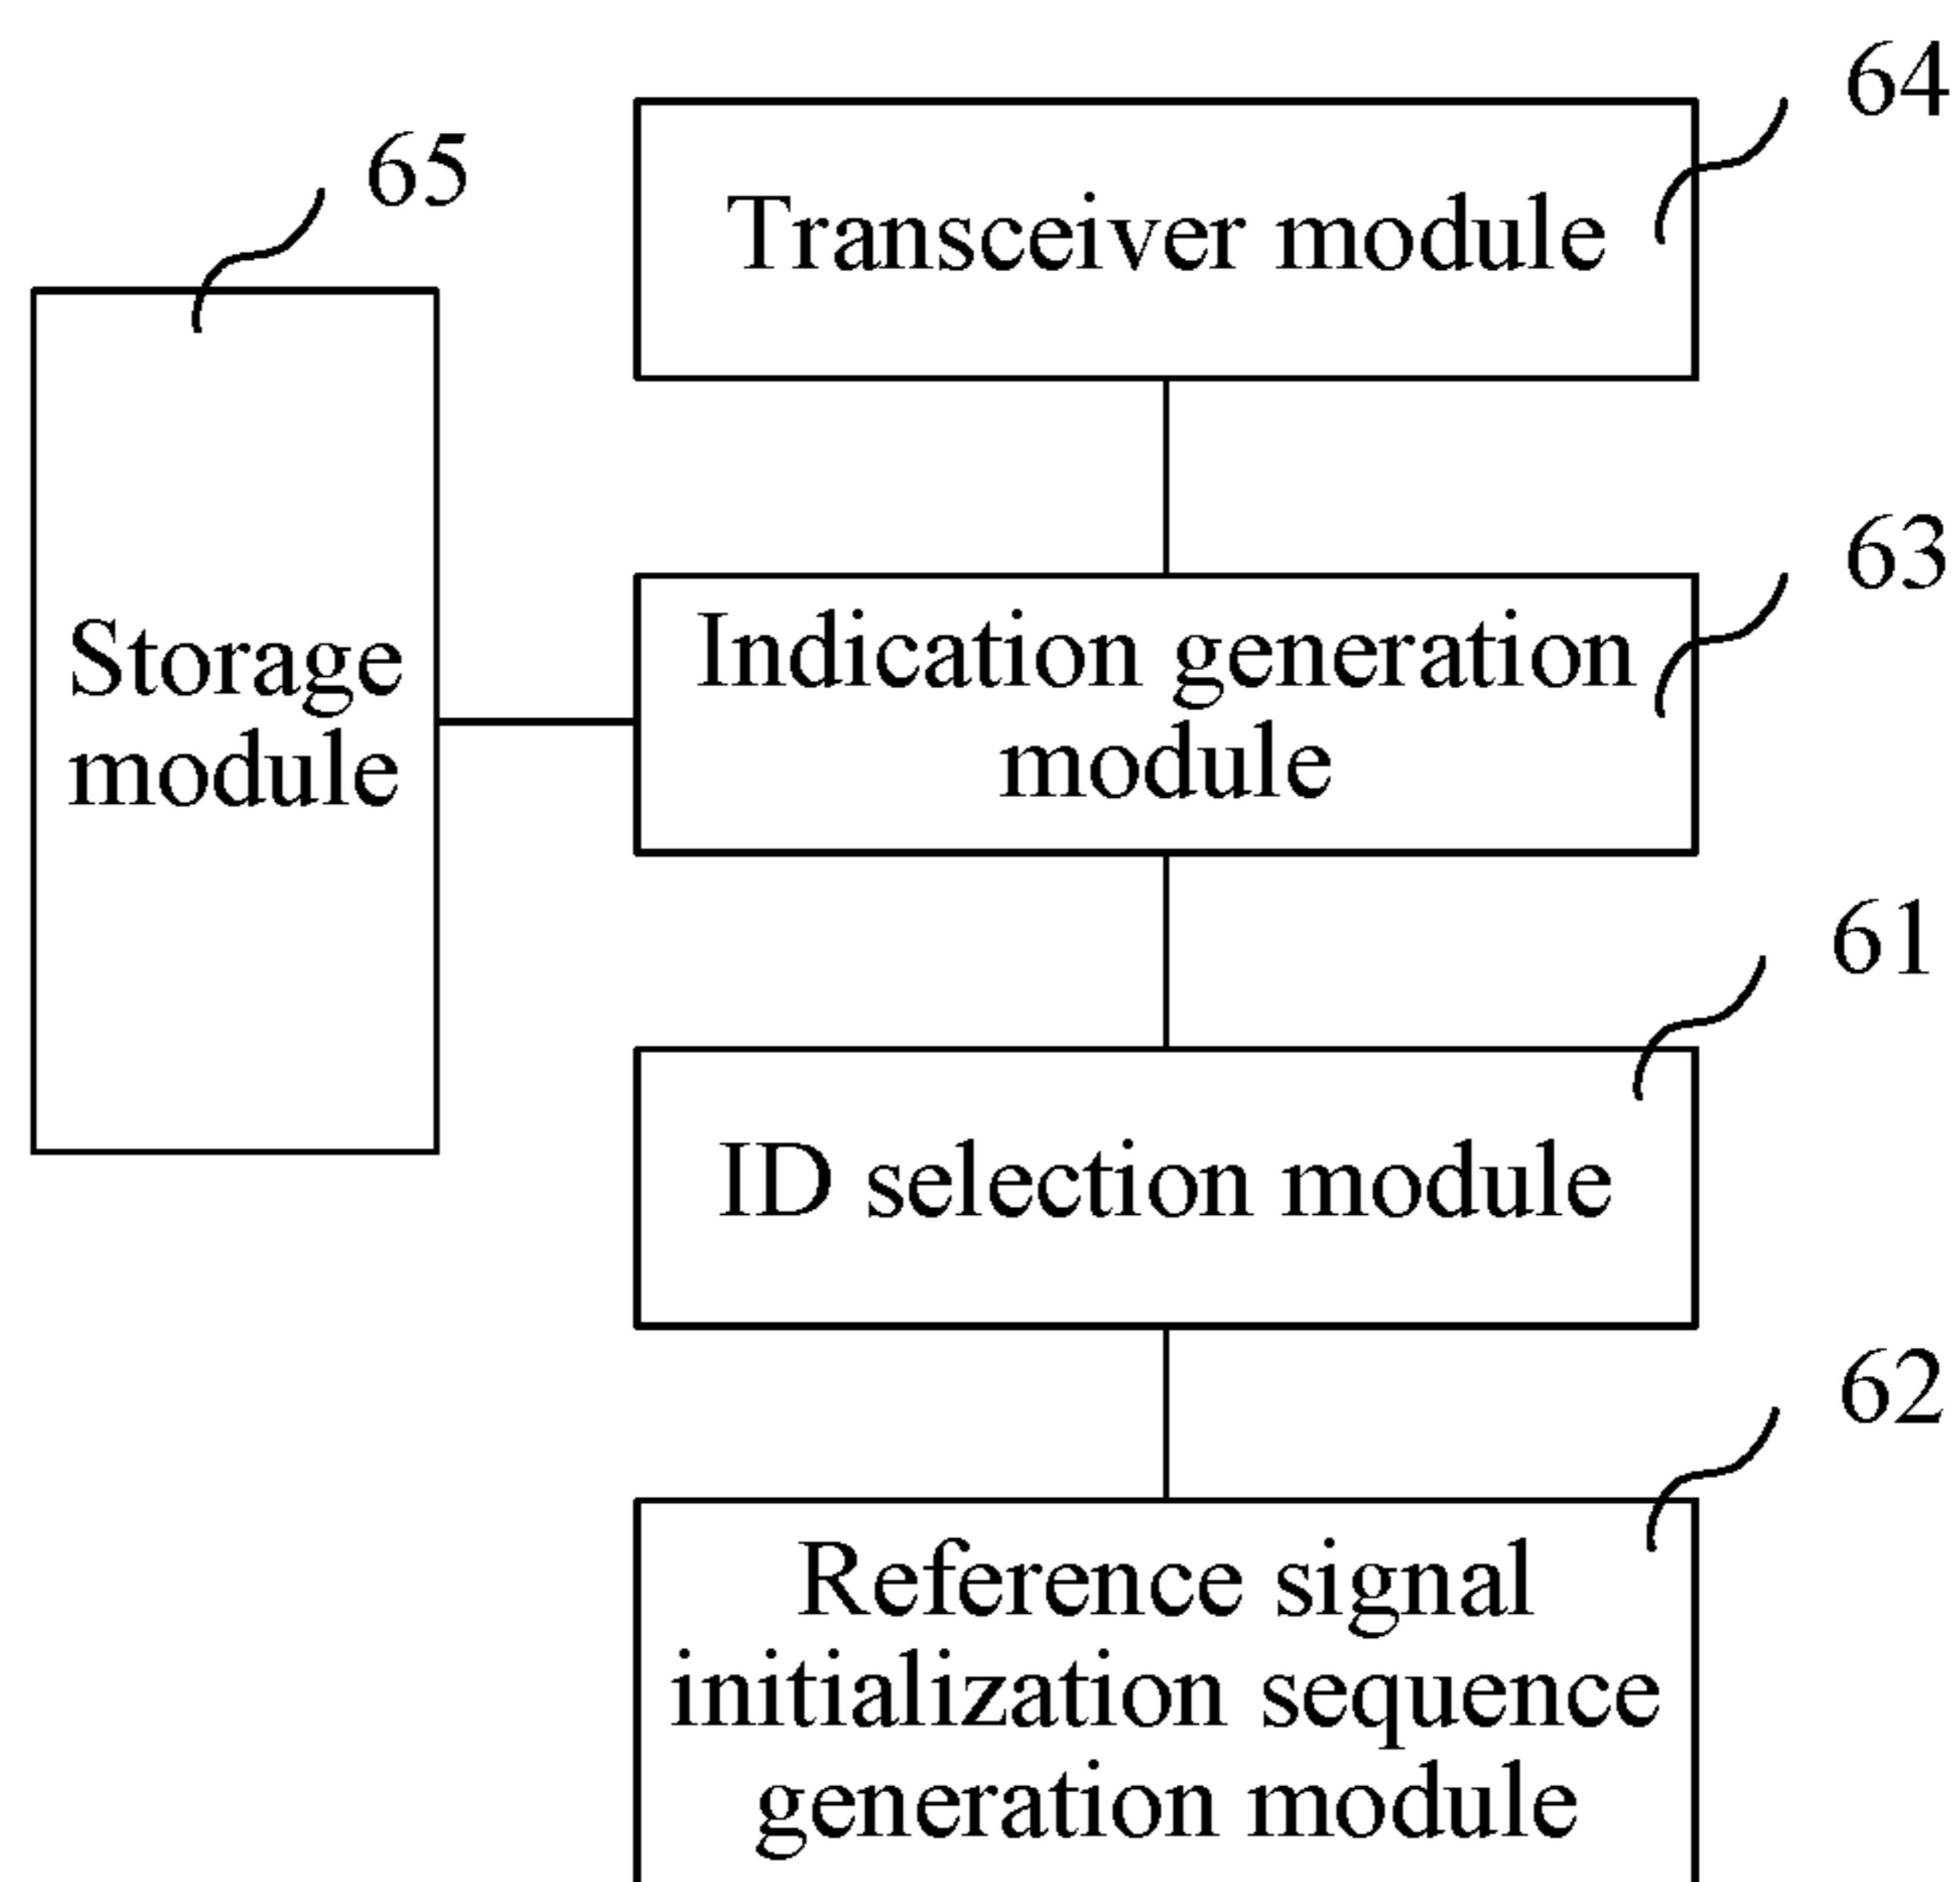 64
Transceiver module
65
Storage
module
63
Indication generation
module
61
ID selection module
62
Reference signal
initialization sequence
generation module